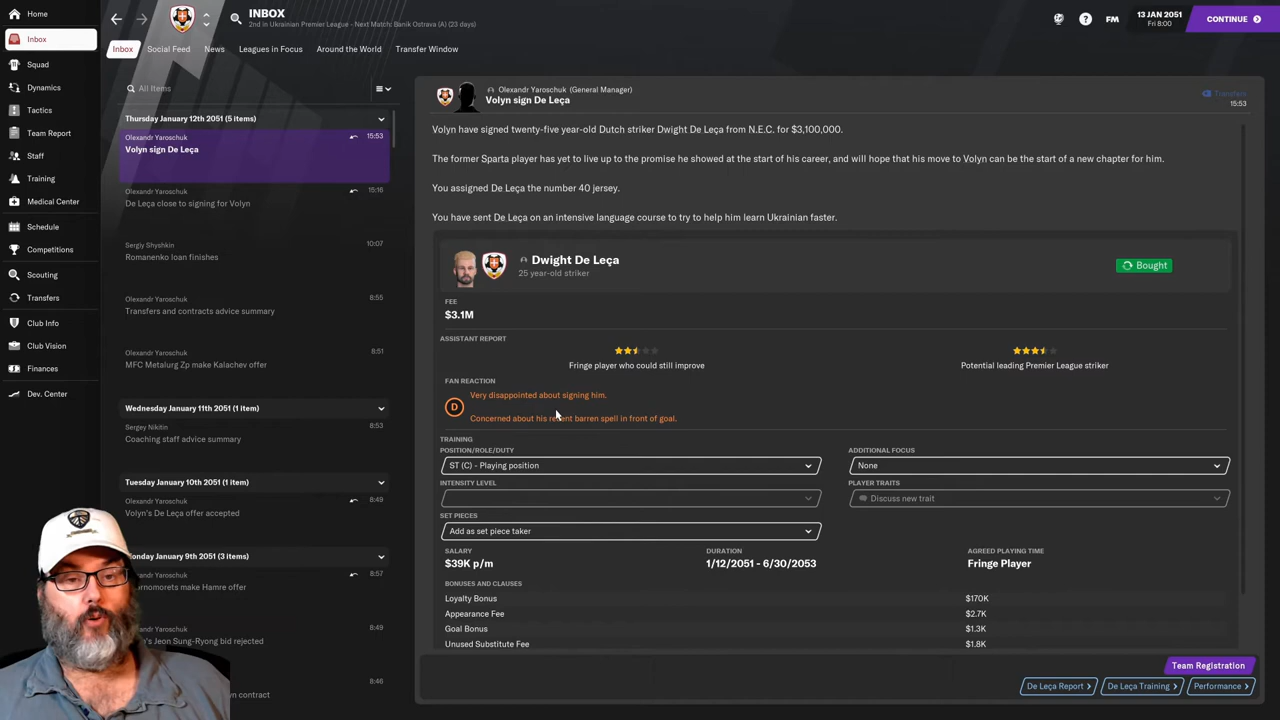 Home
INBOX
2nd in Ukrainian Premier League - Next Match: Banik Ostrava (A) (23 days)
FM
13 JAN 2051
Fri 8:00
CONTINUE
Inbox
Squad
Dynamics
Tactics
Team Report
Staff
Training
Medical Center
Schedule
Competitions
Scouting
Transfers
Club Info
Club Vision
Finances
Dev. Center
Inbox
Social Feed
News
Leagues in Focus
Around the World
Transfer Window
All Items
Thursday January 12th 2051 (5 items)
Olexandr Yaroschuk
15:53
Volyn sign De Leça
Olexandr Yaroschuk
15:16
De Leça close to signing for Volyn
Sergiy Shyshkin
10:07
Romanenko loan finishes
Olexandr Yaroschuk
8:55
Transfers and contracts advice summary
Olexandr Yaroschuk
8:51
MFC Metalurg Zp make Kalachev offer
Wednesday January 11th 2051 (1 item)
Sergey Nikitin
8:53
Coaching staff advice summary
Tuesday January 10th 2051 (1 item)
Olexandr Yaroschuk
8:49
Volyn's De Leça offer accepted
onday January 9th 2051 (3 items)
andr Yaroschuk
8:57
ornomorets make Hamre offer
ndr Yaroschuk
8:49
e's Jeon Sung-Ryong bid rejected
8:46
n contract
Olexandr Yaroschuk (General Manager)
Volyn sign De Leça
Transfers
15:53
Volyn have signed twenty-five year-old Dutch striker Dwight De Leça from N.E.C. for $3,100,000.
The former Sparta player has yet to live up to the promise he showed at the start of his career, and will hope that his move to Volyn can be the start of a new chapter for him.
You assigned De Leça the number 40 jersey.
You have sent De Leça on an intensive language course to try to help him learn Ukrainian faster.
Dwight De Leça
25 year-old striker
Bought
FEE
$3.1M
ASSISTANT REPORT
Fringe player who could still improve
Potential leading Premier League striker
FAN REACTION
D
Very disappointed about signing him.
Concerned about his recent barren spell in front of goal.
TRAINING
POSITION/ROLE/DUTY
ST (C) - Playing position
ADDITIONAL FOCUS
None
INTENSITY LEVEL
PLAYER TRAITS
Discuss new trait
SET PIECES
Add as set piece taker
SALARY
$39K p/m
DURATION
1/12/2051 - 6/30/2053
AGREED PLAYING TIME
Fringe Player
BONUSES AND CLAUSES
Loyalty Bonus
$170K
Appearance Fee
$2.7K
Goal Bonus
$1.3K
Unused Substitute Fee
$1.8K
Team Registration
De Leça Report
De Leça Training
Performance